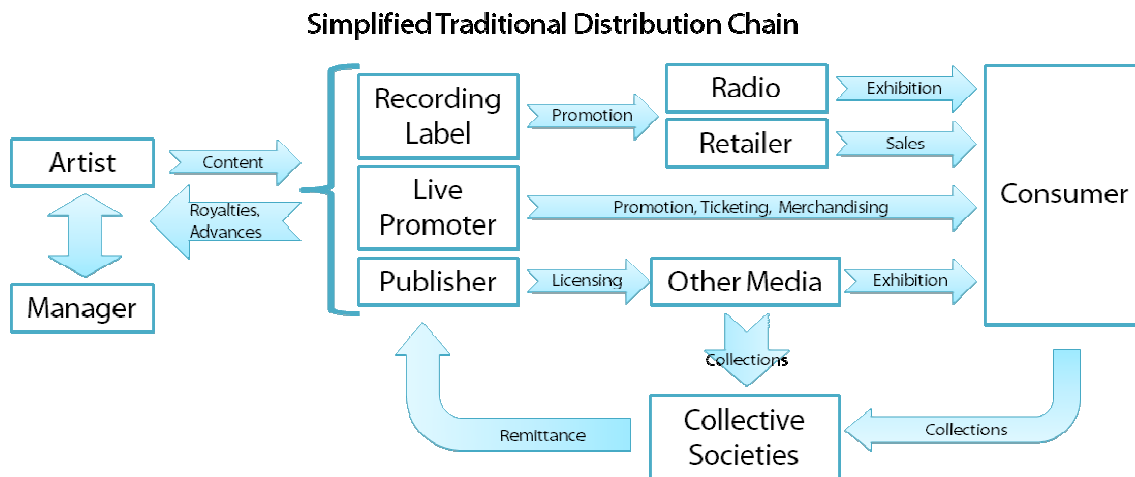 Simplified Traditional Distribution Chain
Artist
Manager
Content
Royalties,
Advances
Recording
Label
Live
Promoter
Publisher
Promotion
Radio
Retailer
Exhibition
Sales
Promotion, Ticketing, Merchandising
Licensing
Other Media
Exhibition
Consumer
Collections
Collective
Societies
Collections
Remittance